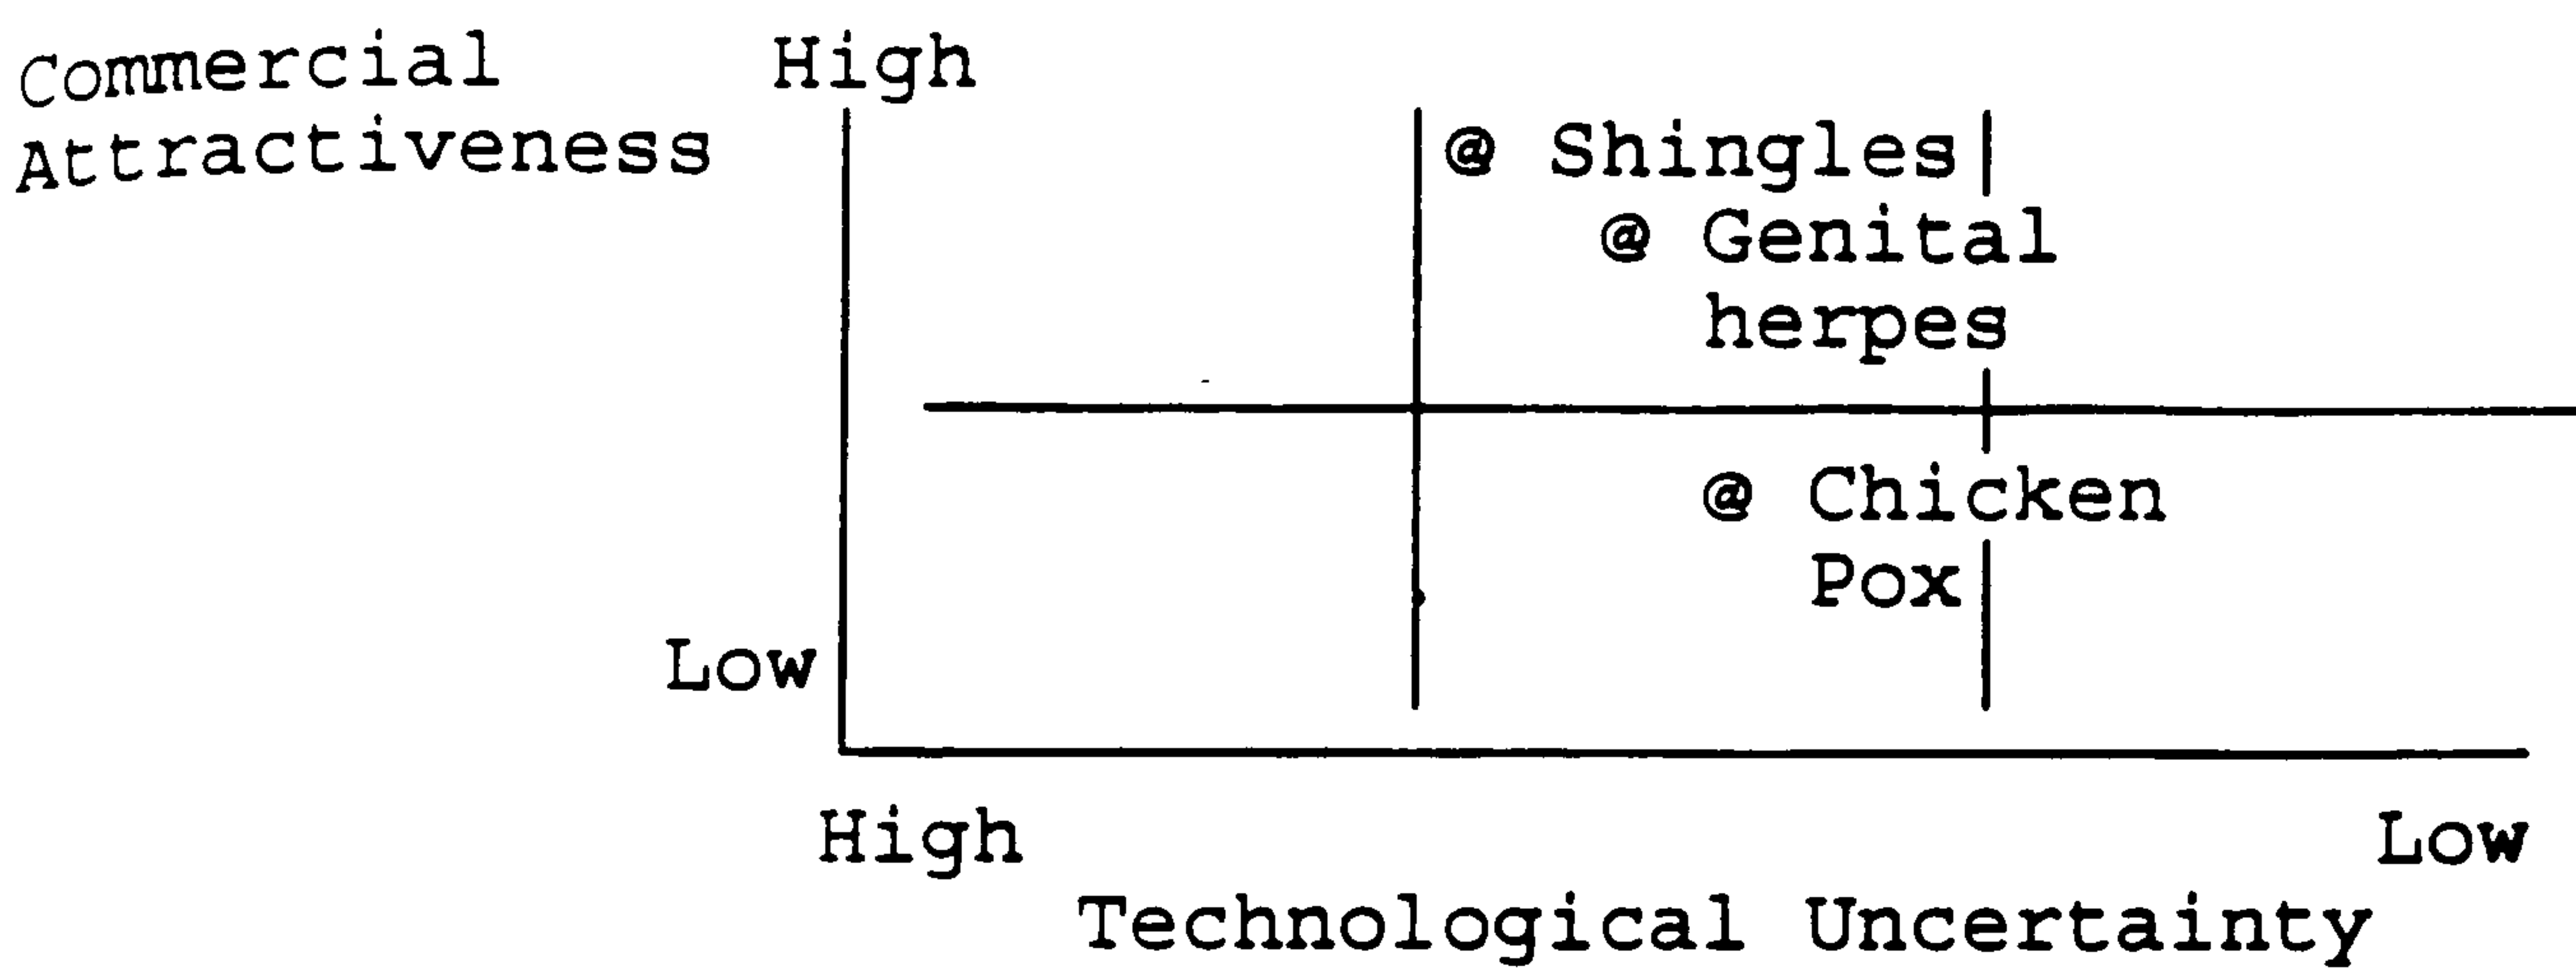 Commercial
Attractiveness
High
@ Shingles
@ Genital
herpes
@ Chicken
Pox
Low
High
Low
Technological Uncertainty